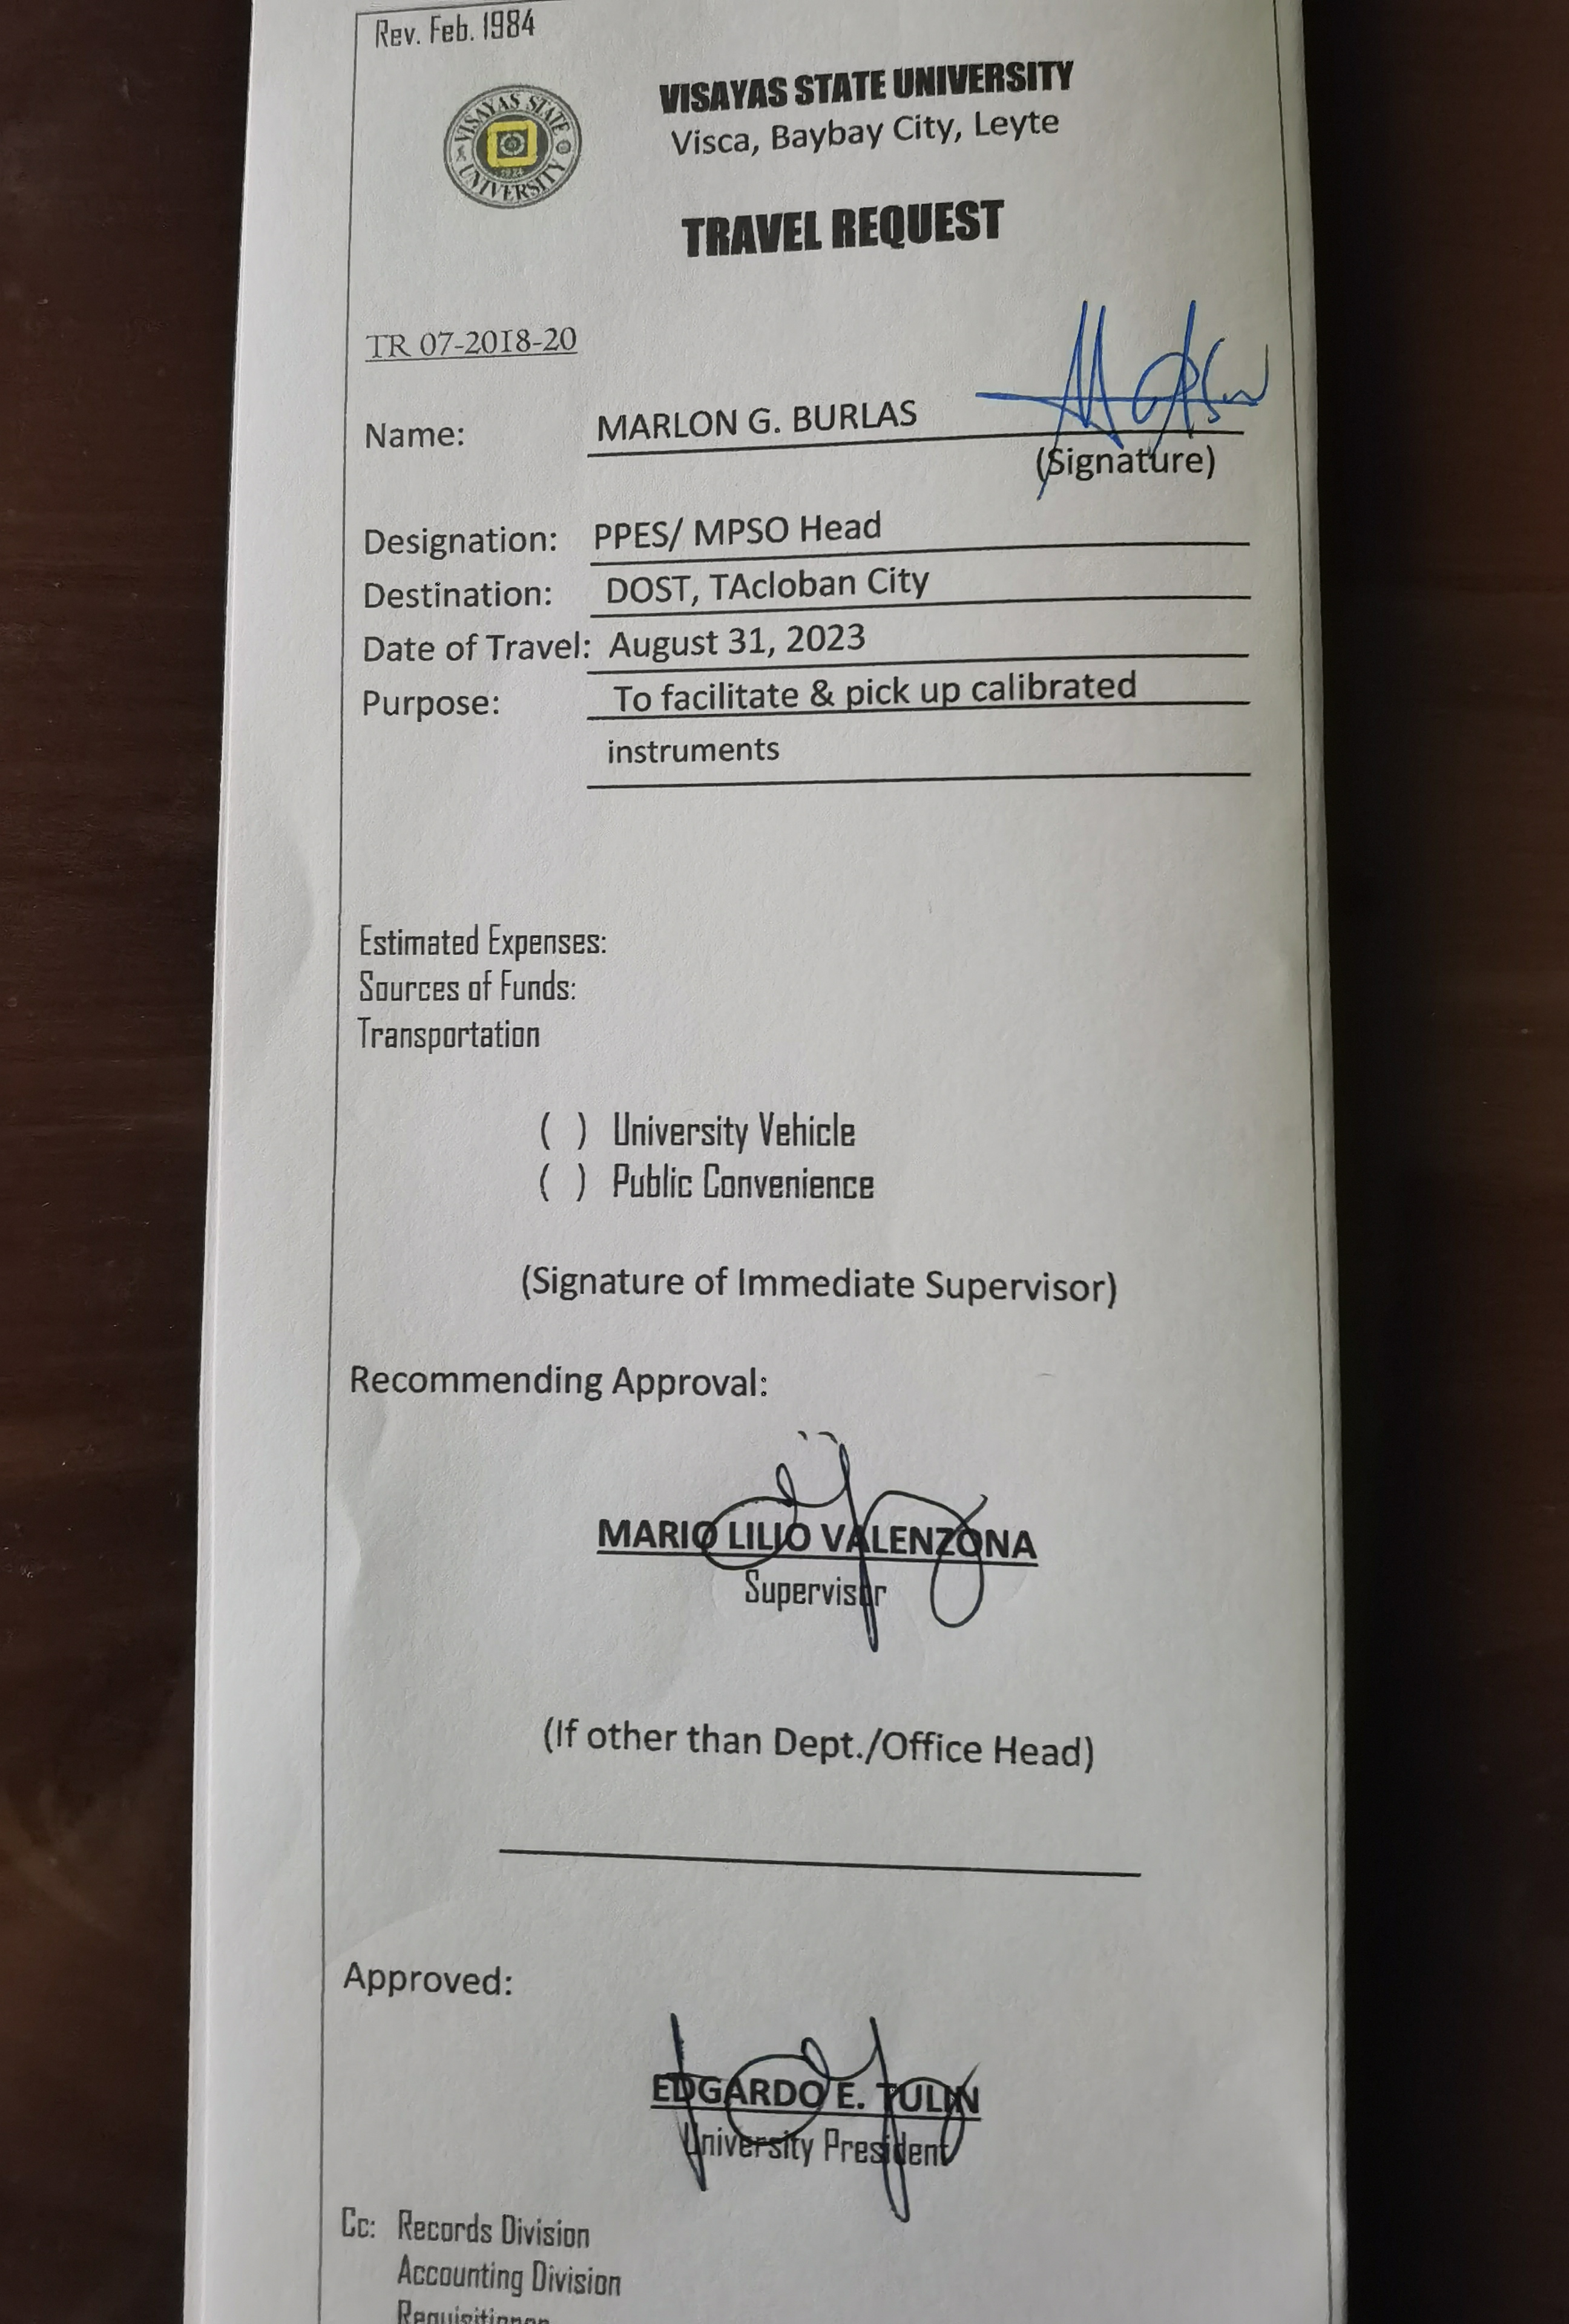 Rev. Feb. 1984
VISAYAS STATE UNIVERSITY
VISAYAS STATE UNIVERSITY
Visca, Baybay City, Leyte
TRAVEL REQUEST
TR 07-2018-20
Name: MARLON G. BURLAS
(Signature)
Designation: PPES/ MPSO Head
Destination: DOST, TAcloban City
Date of Travel: August 31, 2023
Purpose: To facilitate & pick up calibrated
instruments
Estimated Expenses:
Sources of Funds:
Transportation
( ) University Vehicle
( ) Public Convenience
(Signature of Immediate Supervisor)
Recommending Approval:
MARIO LILIO VALENZONA
Supervisor
(If other than Dept./Office Head)
Approved:
EDGARDO E. TULIN
University President
Cc: Records Division
Accounting Division
Requisitioner